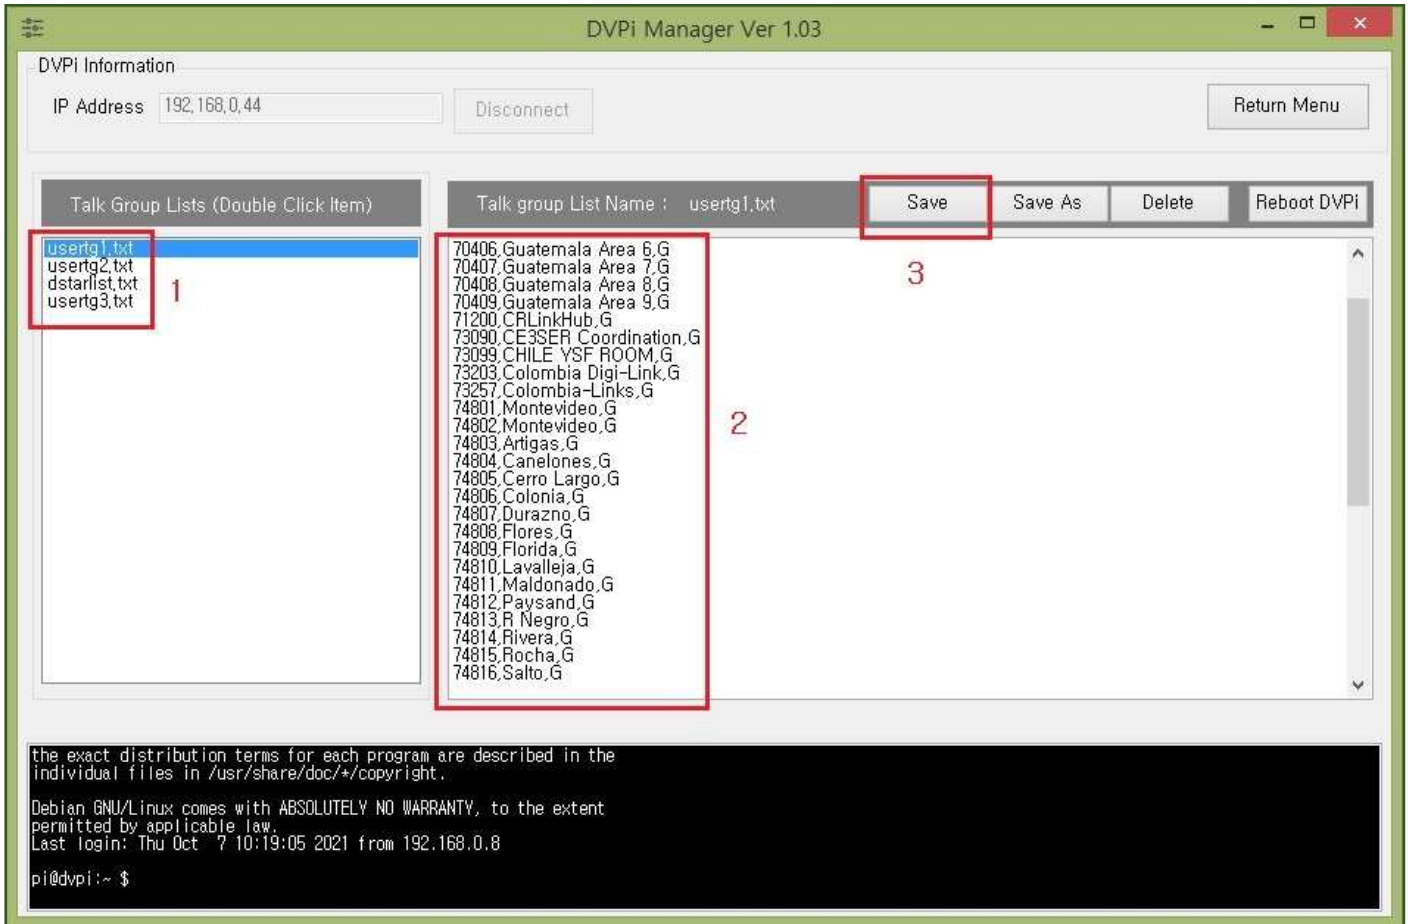 DVPi Manager Ver 1.03
DVPi Information
IP Address 192,168,0,44 Disconnect Return Menu
Talk Group Lists (Double Click Item)
Talk group List Name : usertg1,txt Save Save As Delete Reboot DVPi
usertg1,txt
usertg2,txt
dstarlist,txt
usertg3,txt
1
70406,Guatemala Area 6,G
70407,Guatemala Area 7,G
70408,Guatemala Area 8,G
70409,Guatemala Area 9,G
71200,CRLinkHub,G
73090,CE3SER Coordination,G
73099,CHILE YSF ROOM,G
73203,Colombia Digi-Link,G
73257,Colombia-Links,G
74801,Montevideo,G
74802,Montevideo,G
74803,Artigas,G
74804,Canelones,G
74805,Cerro Largo,G
74806,Colonia,G
74807,Durazno,G
74808,Flores,G
74809,Florida,G
74810,Lavalleja,G
74811,Maldonado,G
74812,Paysand,G
74813,R Negro,G
74814,Rivera,G
74815,Rocha,G
74816,Salto,G
2
3
the exact distribution terms for each program are described in the
individual files in /usr/share/doc/*/copyright.
Debian GNU/Linux comes with ABSOLUTELY NO WARRANTY, to the extent
permitted by applicable law.
Last login: Thu Oct  7 10:19:05 2021 from 192.168.0.8
pi@dvpi:~ $